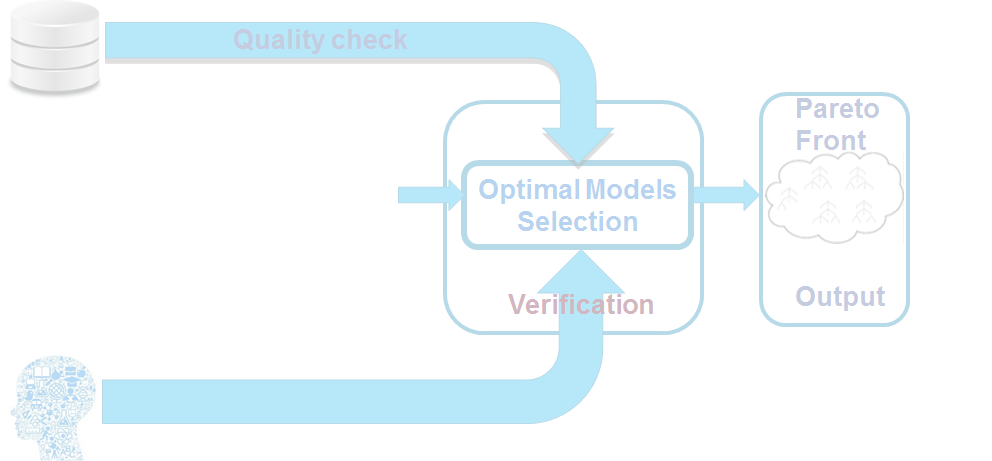 Quality check
Pareto
Front
Optimal Models
Selection
Verification
Output